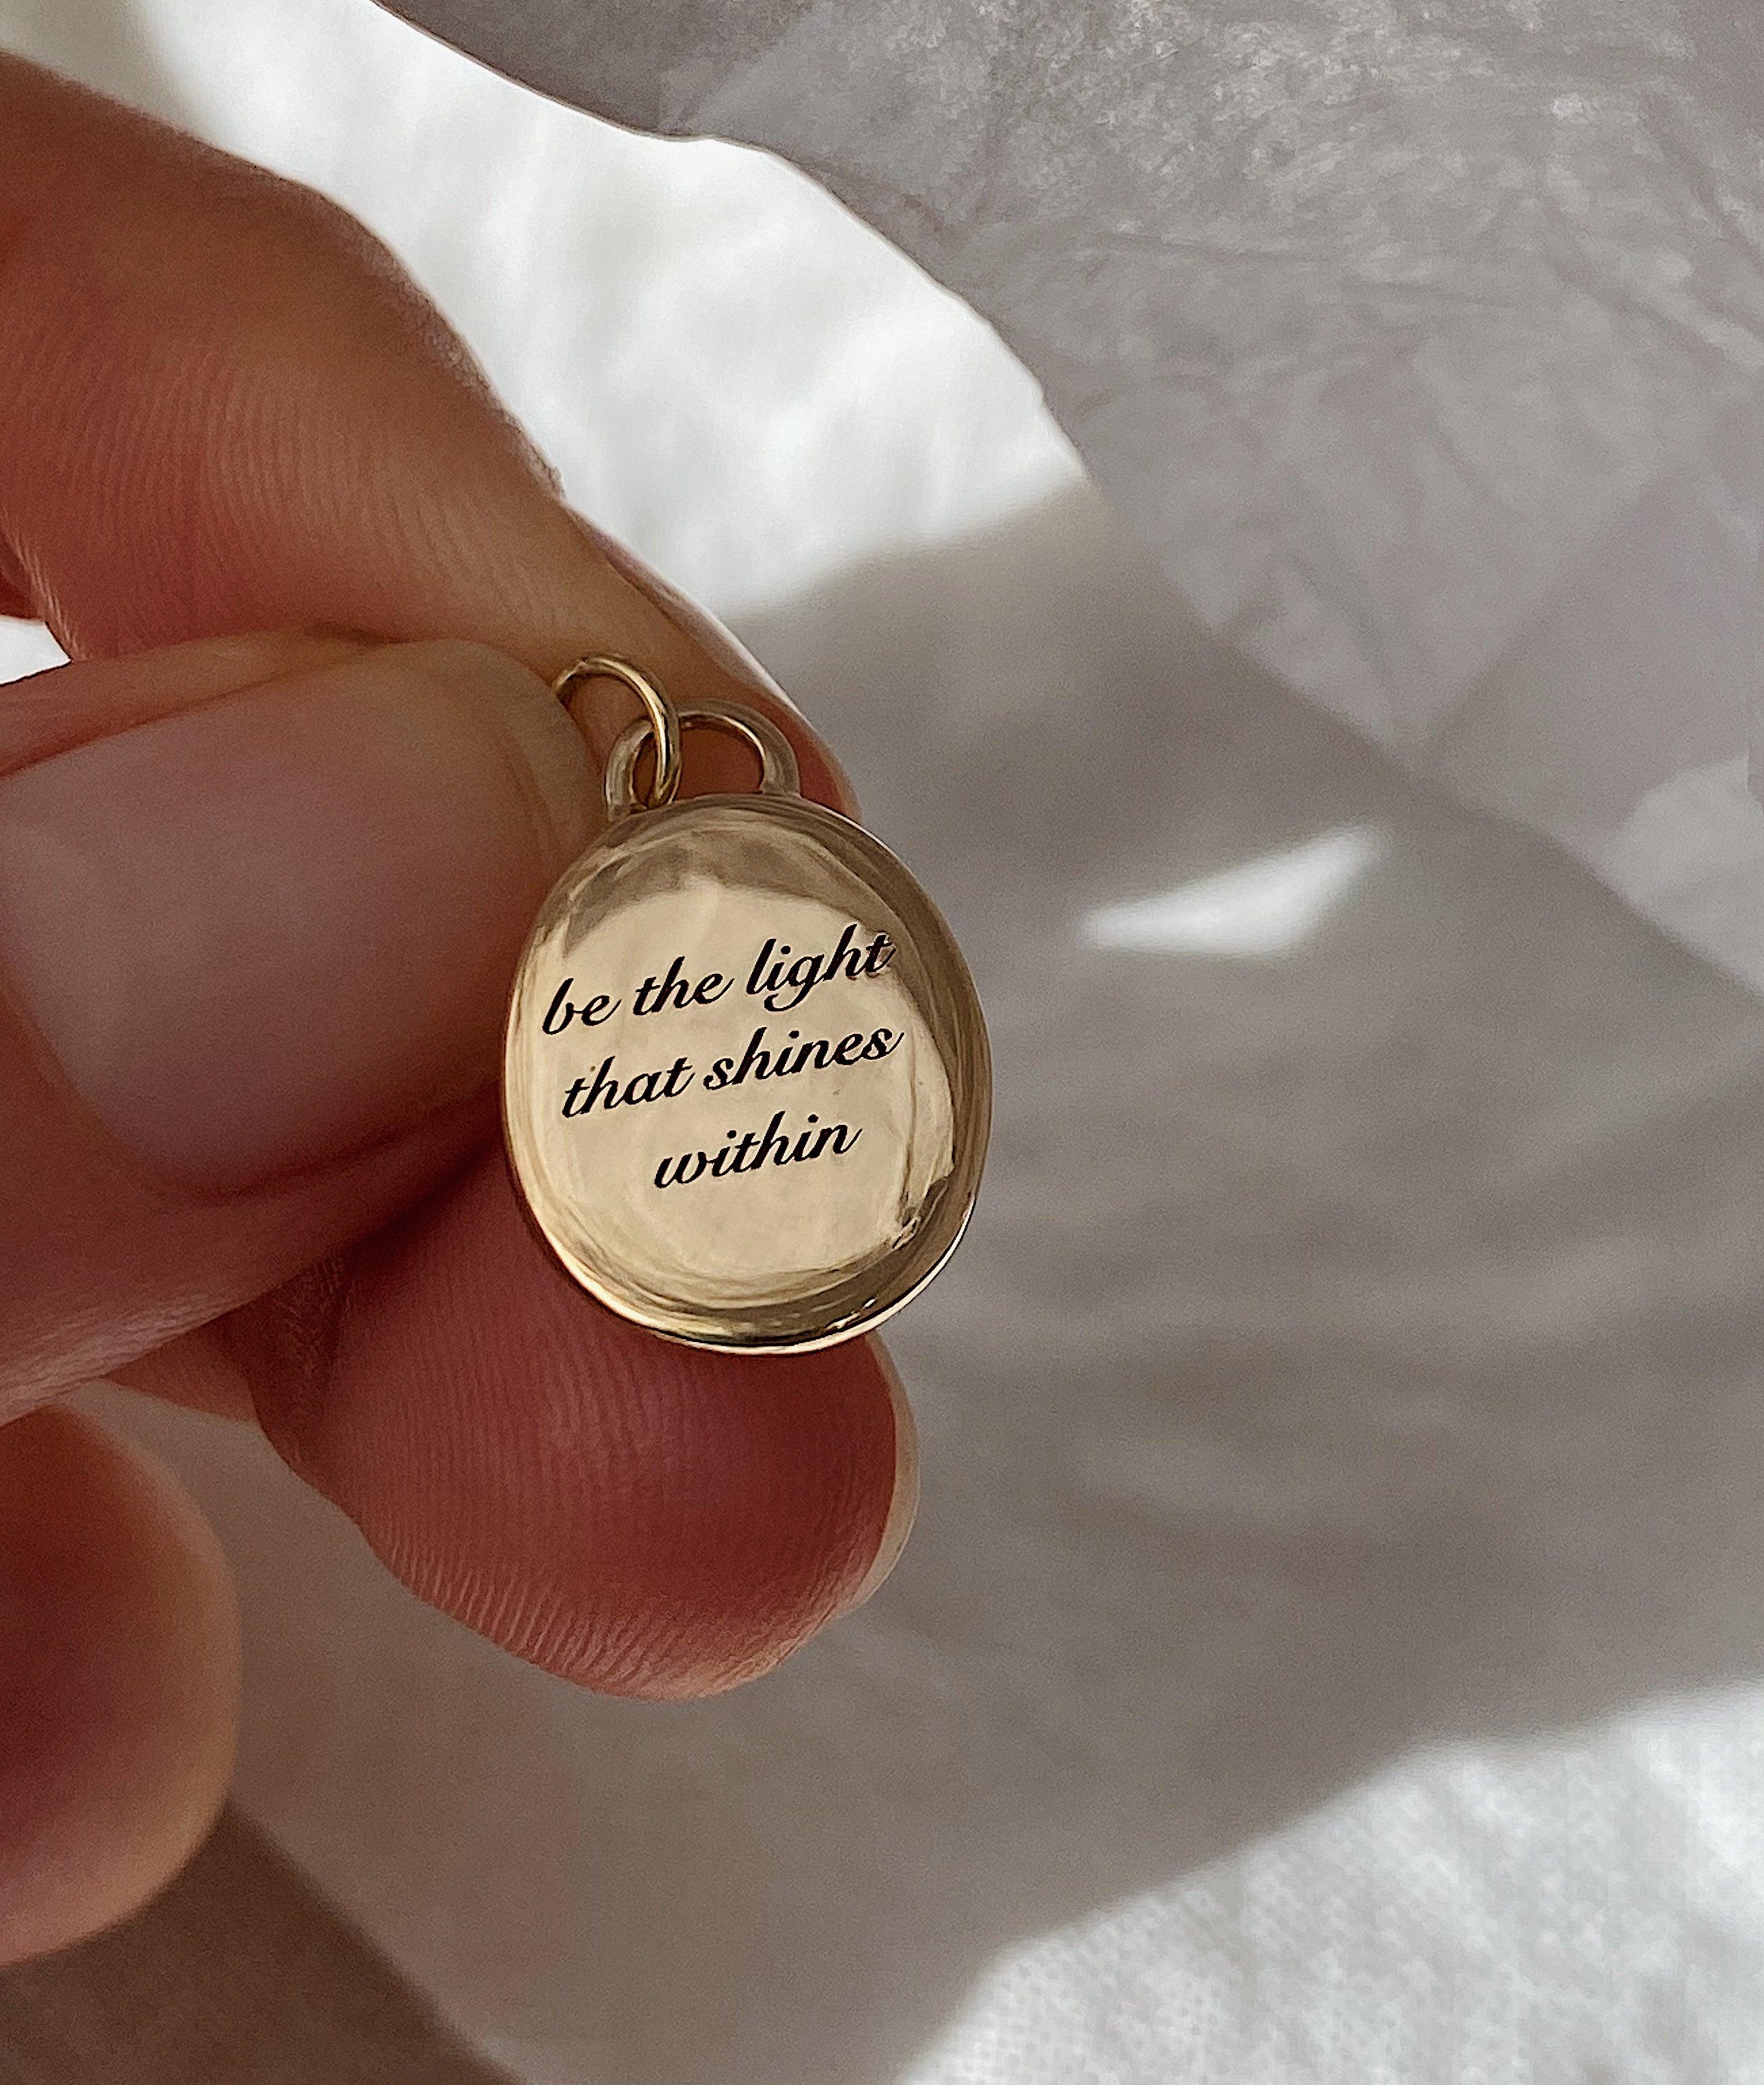 be the light
that shines
within